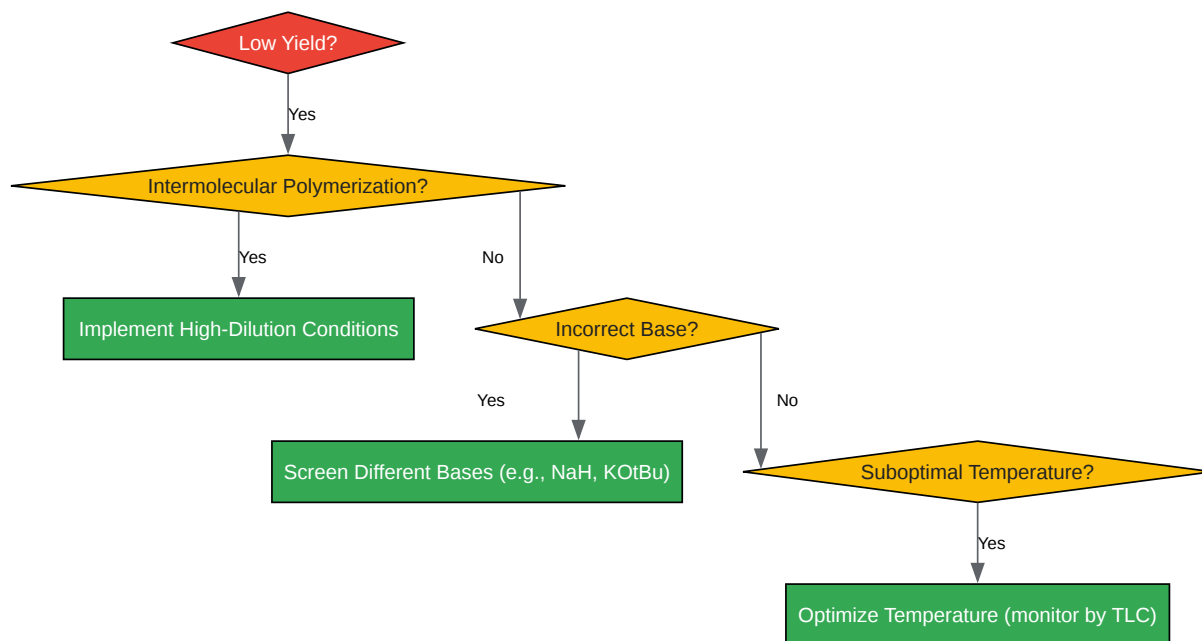 Low Yield?
Yes
Intermolecular Polymerization?
Yes
No
Implement High-Dilution Conditions
Incorrect Base?
Yes
No
Screen Different Bases (e.g., NaH, KOtBu)
Suboptimal Temperature?
Yes
Optimize Temperature (monitor by TLC)